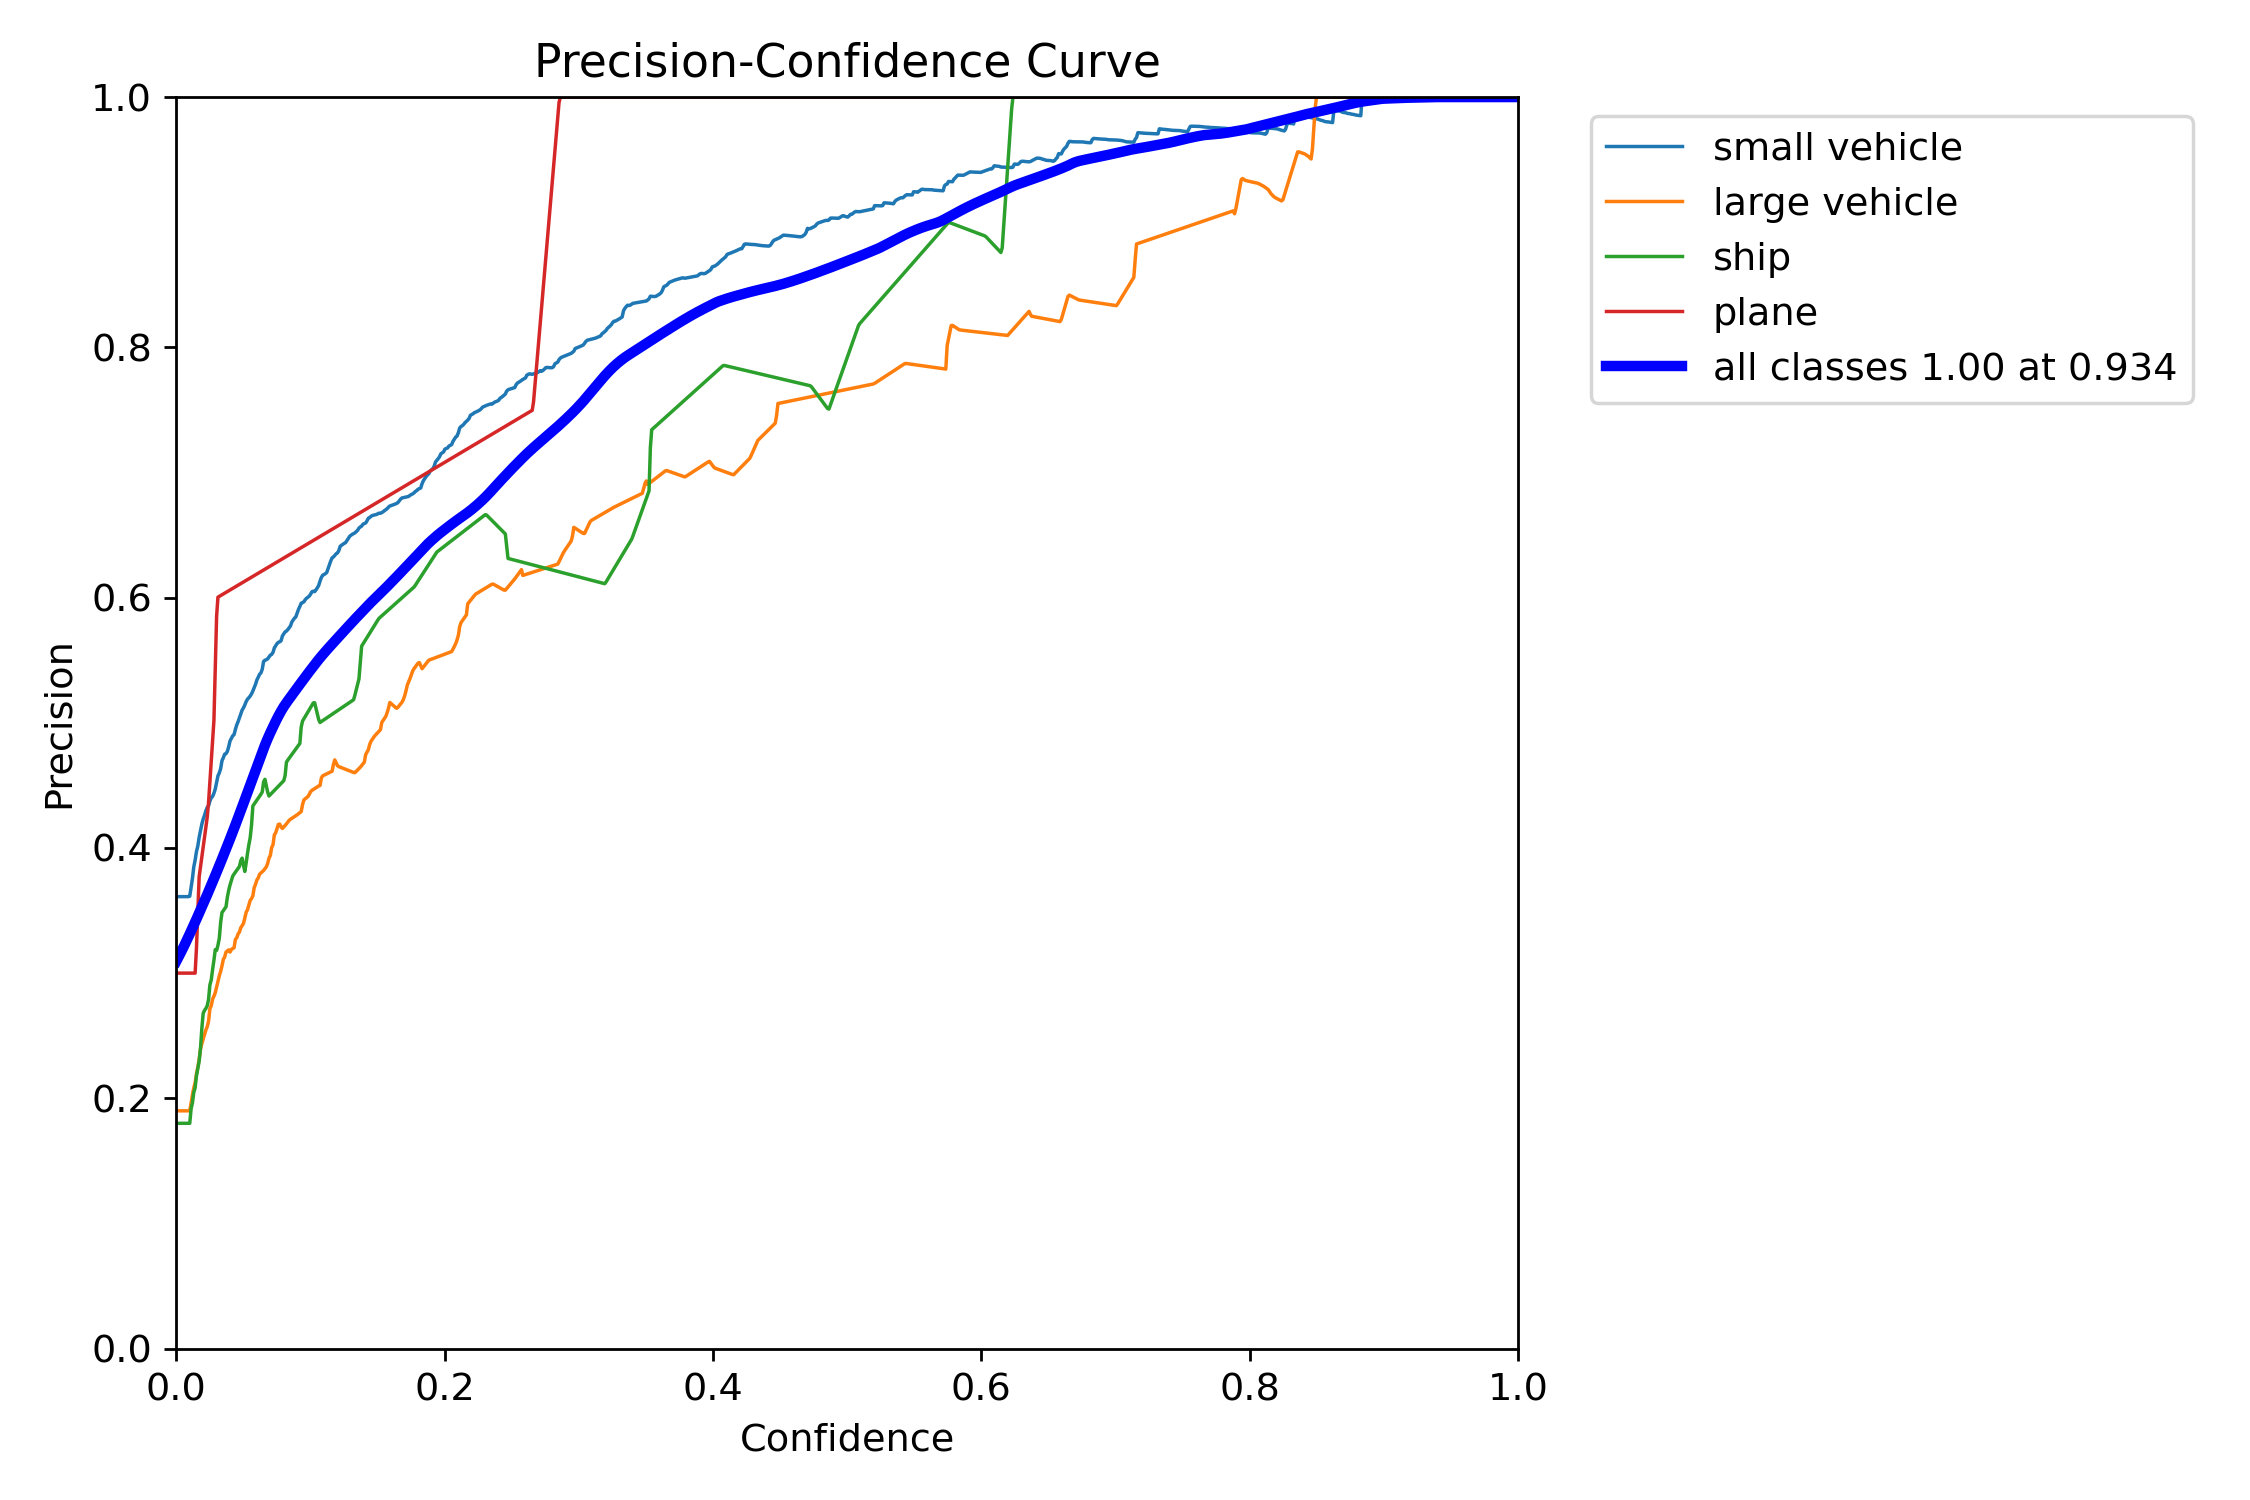 Precision-Confidence Curve
1.0
0.8
0.6
0.4
0.2
0.0
Precision
0.0 0.2 0.4 0.6 0.8 1.0
Confidence
small vehicle
large vehicle
ship
plane
all classes 1.00 at 0.934